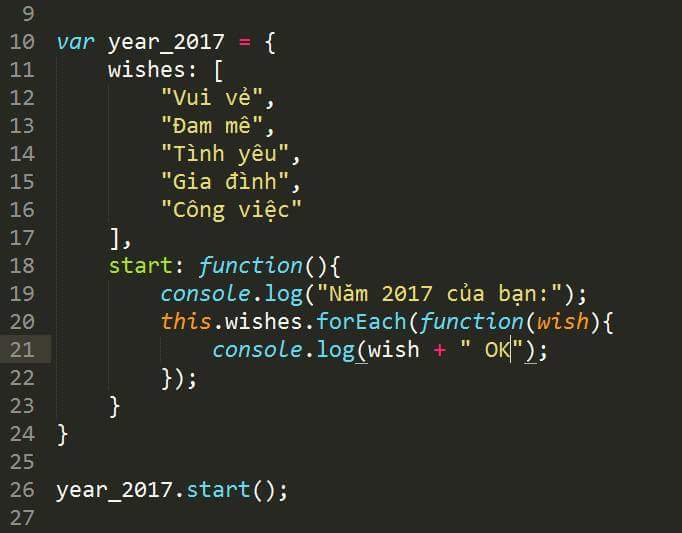 9
10 var year_2017 = {
11     wishes: [
12         "Vui vẻ",
13         "Đam mê",
14         "Tình yêu",
15         "Gia đình",
16         "Công việc"
17     ],
18     start: function(){
19         console.log("Năm 2017 của bạn:");
20         this.wishes.forEach(function(wish){
21             console.log(wish + " OK");
22         });
23     }
24 }
25
26 year_2017.start();
27